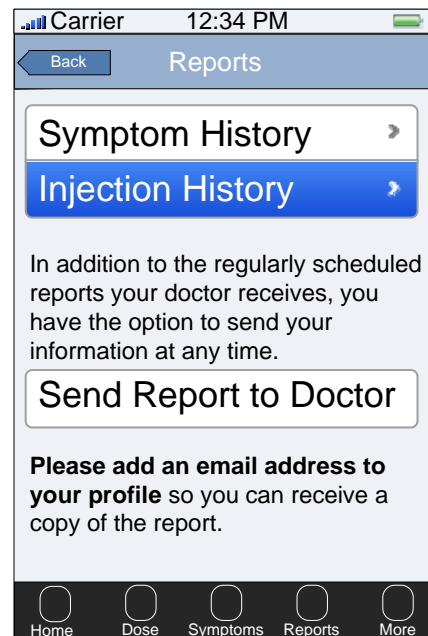 Carrier 12:34 PM
Back Reports
Symptom History
Injection History
In addition to the regularly scheduled
reports your doctor receives, you
have the option to send your
information at any time.
Send Report to Doctor
Please add an email address to
your profile so you can receive a
copy of the report.
Home Dose Symptoms Reports More